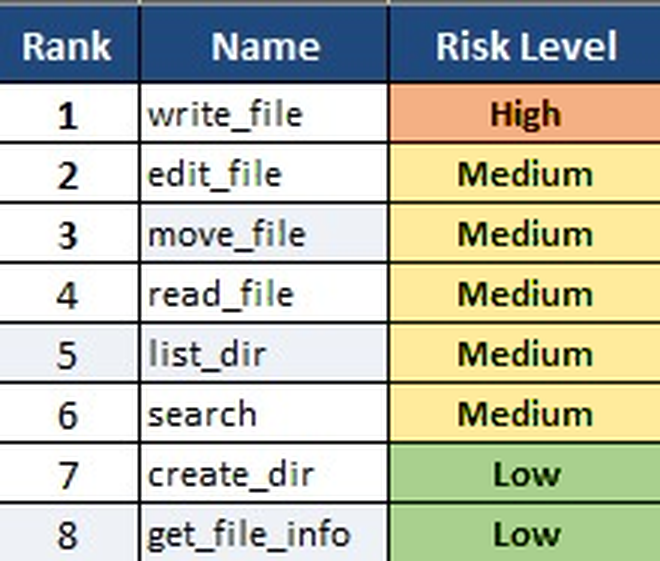 Rank Name Risk Level
1 write_file High
2 edit_file Medium
3 move_file Medium
4 read_file Medium
5 list_dir Medium
6 search Medium
7 create_dir Low
8 get_file_info Low